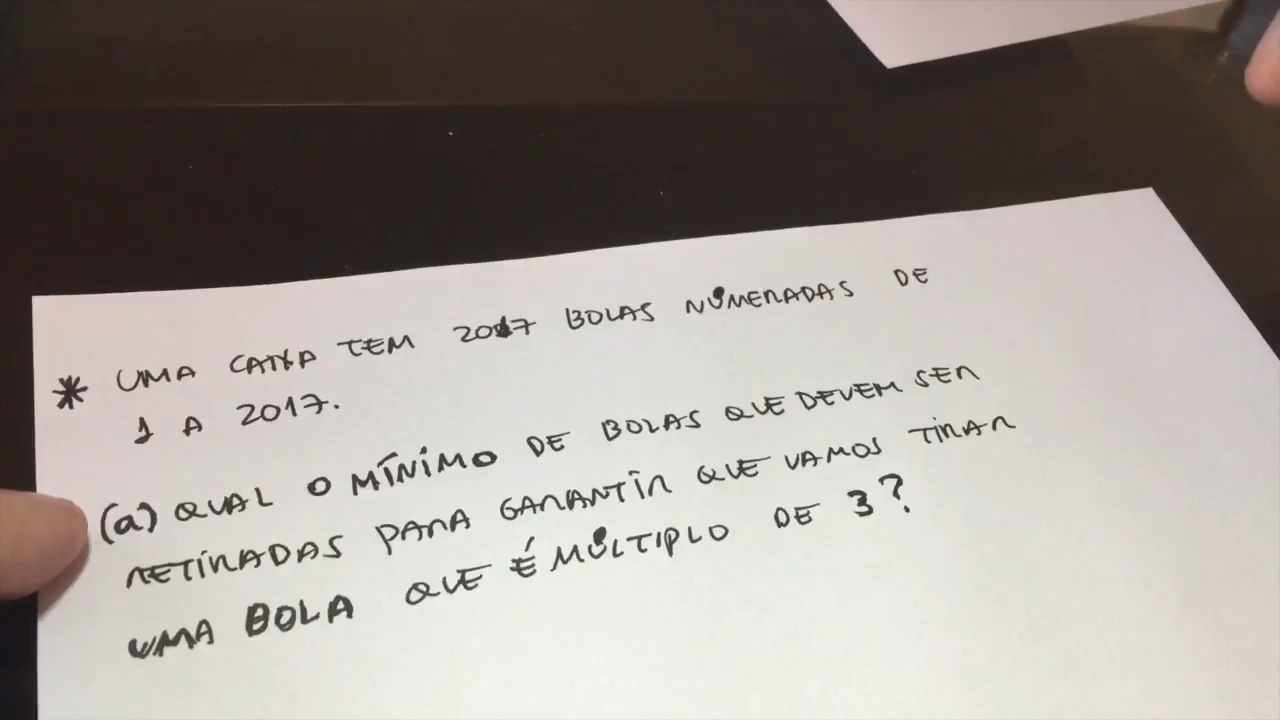 * UMA CAIXA TEM 2017 BOLAS NUMERADAS DE
1 A 2017.
(a) QUAL O MÍNIMO DE BOLAS QUE DEVEM SER
RETIRADAS PARA GARANTIR QUE VAMOS TIRAR
UMA BOLA QUE É MÚLTIPLO DE 3?